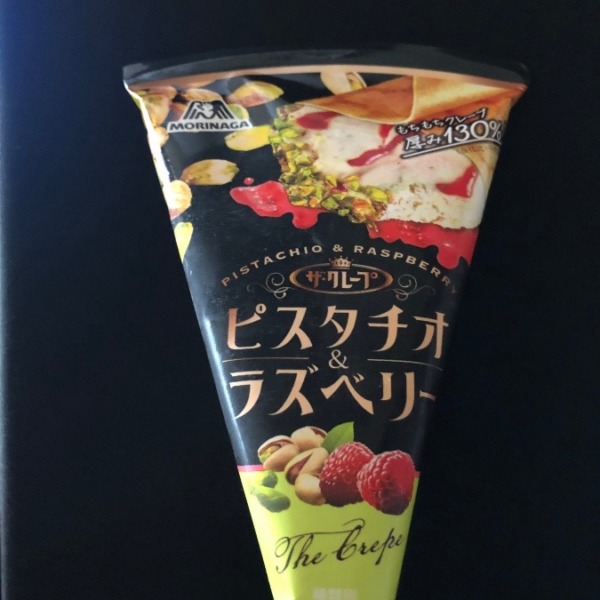 MORINAGA
もちもちクレープ
厚み130%
PISTACHIO & RASPBERRY
ザ・クレープ
ピスタチオ
&
ラズベリー
The Crepe